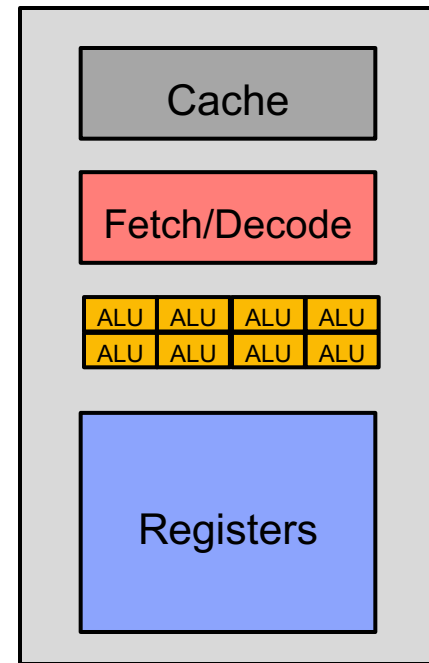 Cache
Fetch/Decode
ALU ALU ALU ALU
ALU ALU ALU ALU
Registers